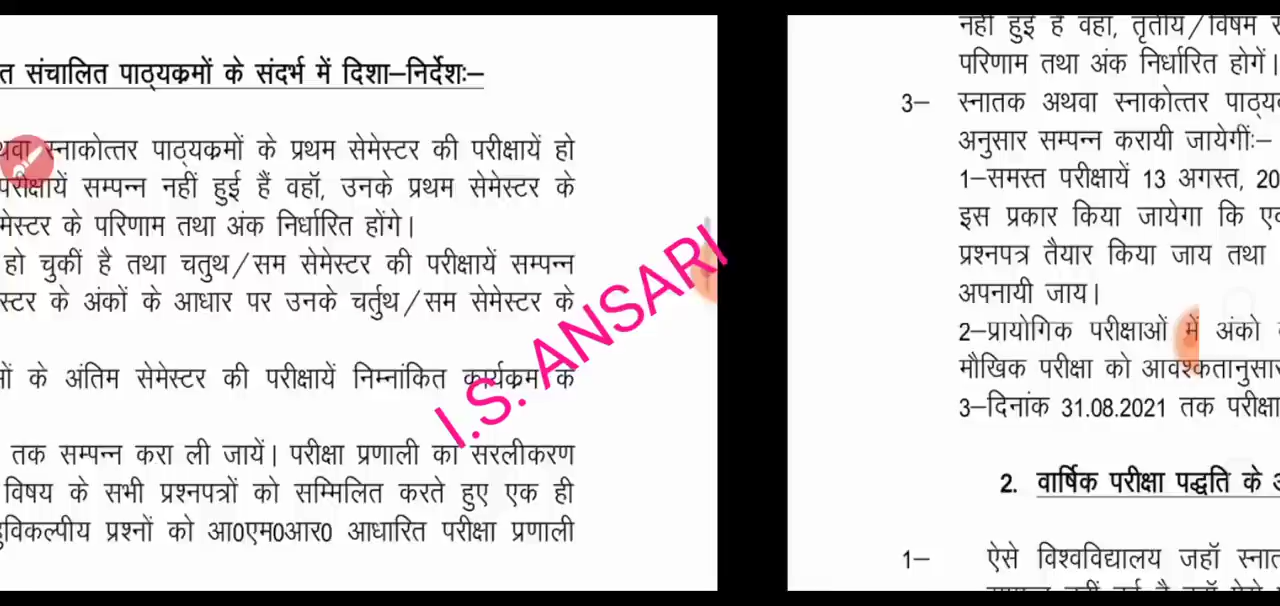 त संचालित पाठ्यक्रमों के संदर्भ में दिशा–निर्देशः–
थवा स्नाकोत्तर पाठ्यकमों के प्रथम सेमेस्टर की परीक्षायें हो
परीक्षायें सम्पन्न नहीं हुई हैं वहॉ, उनके प्रथम सेमेस्टर के
मेस्टर के परिणाम तथा अंक निर्धारित होंगे।
हो चुकीं है तथा चतुथ/सम सेमेस्टर की परीक्षायें सम्पन्न
स्टर के अंकों के आधार पर उनके चर्तुथ/सम सेमेस्टर के
ों के अंतिम सेमेस्टर की परीक्षायें निम्नांकित कार्यक्रम के
तक सम्पन्न करा ली जायें। परीक्षा प्रणाली का सरलीकरण
विषय के सभी प्रश्नपत्रों को सम्मिलित करते हुए एक ही
हुविकल्पीय प्रश्नों को आ0एम0आर0 आधारित परीक्षा प्रणाली
I.S. ANSARI
नहीं हुई हैं वहां, तृतीय/विषम
परिणाम तथा अंक निर्धारित होगें।
3– स्नातक अथवा स्नाकोत्तर पाठ्य
अनुसार सम्पन्न करायी जायेगीं:–
1–समस्त परीक्षायें 13 अगस्त, 20
इस प्रकार किया जायेगा कि ए
प्रश्नपत्र तैयार किया जाय तथा
अपनायी जाय।
2–प्रायोगिक परीक्षाओं में अंको
मौखिक परीक्षा को आवश्कतानुसार
3–दिनांक 31.08.2021 तक परीक्षा
2. वार्षिक परीक्षा पद्धति के
1– ऐसे विश्वविद्यालय जहॉ स्नात